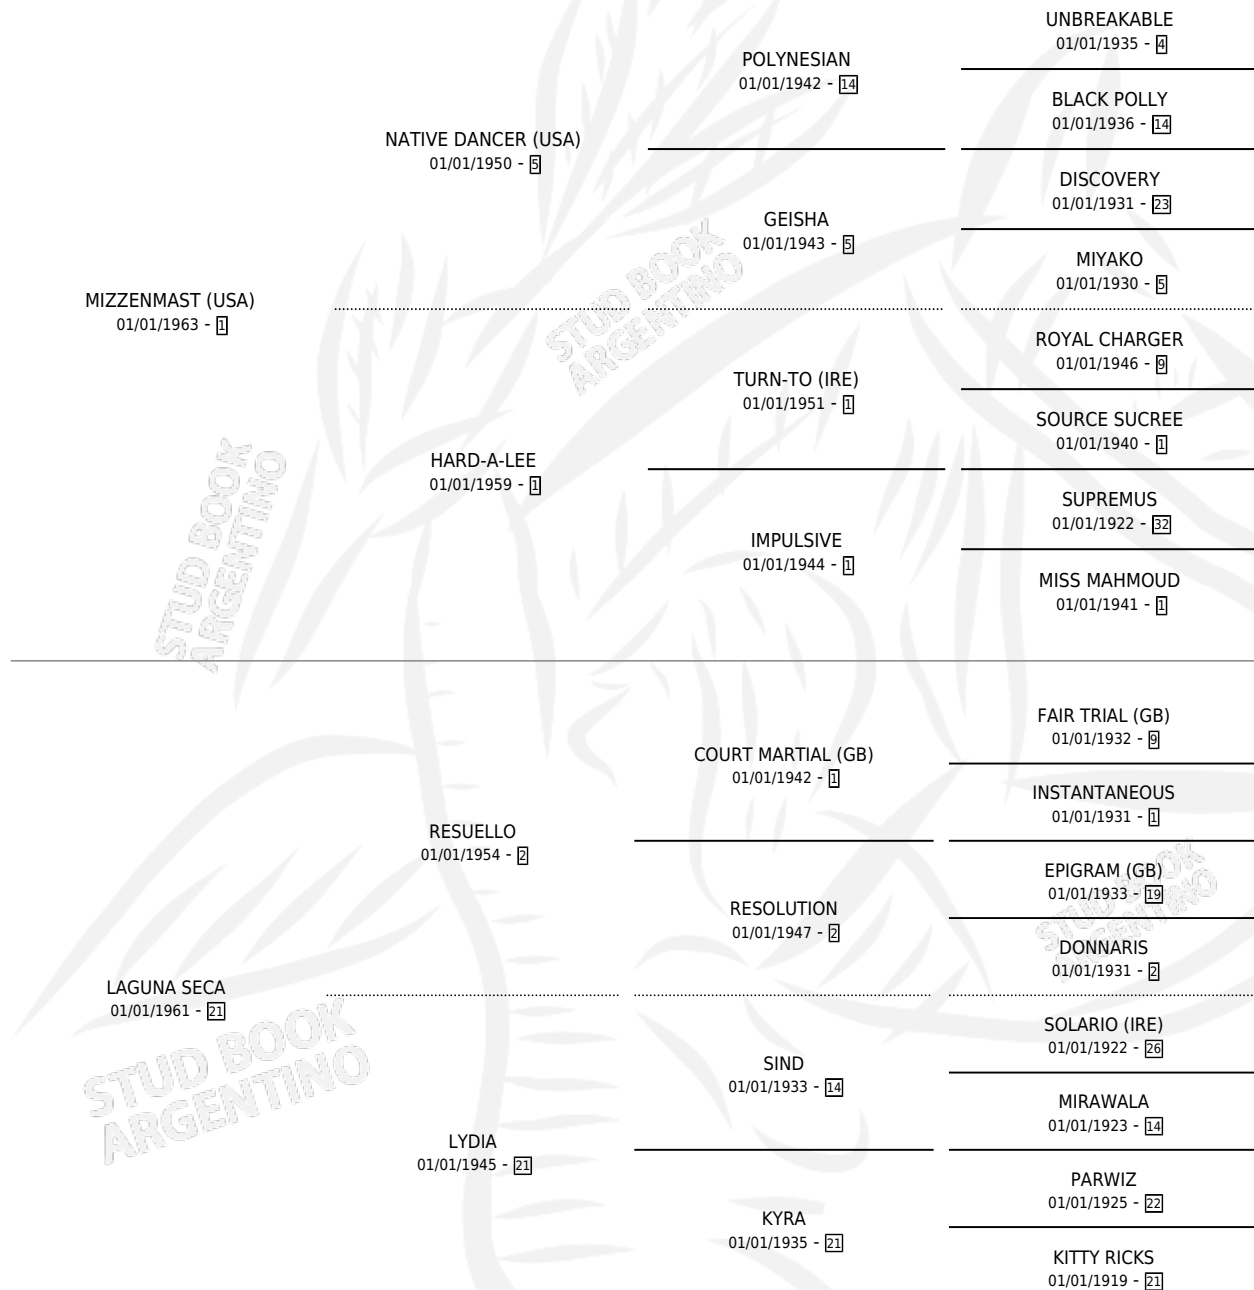 UNBREAKABLE
01/01/1935 - 4
POLYNESIAN
01/01/1942 - 14
BLACK POLLY
01/01/1936 - 14
NATIVE DANCER (USA)
01/01/1950 - 5
DISCOVERY
01/01/1931 - 23
GEISHA
01/01/1943 - 5
MIYAKO
01/01/1930 - 5
MIZZENMAST (USA)
01/01/1963 - 1
ROYAL CHARGER
01/01/1946 - 9
TURN-TO (IRE)
01/01/1951 - 1
SOURCE SUCREE
01/01/1940 - 1
HARD-A-LEE
01/01/1959 - 1
SUPREMUS
01/01/1922 - 32
IMPULSIVE
01/01/1944 - 1
MISS MAHMOUD
01/01/1941 - 1
FAIR TRIAL (GB)
01/01/1932 - 9
COURT MARTIAL (GB)
01/01/1942 - 1
INSTANTANEOUS
01/01/1931 - 1
RESUELLO
01/01/1954 - 2
EPIGRAM (GB)
01/01/1933 - 19
RESOLUTION
01/01/1947 - 2
DONNARIS
01/01/1931 - 2
LAGUNA SECA
01/01/1961 - 21
SOLARIO (IRE)
01/01/1922 - 26
SIND
01/01/1933 - 14
MIRAWALA
01/01/1923 - 14
LYDIA
01/01/1945 - 21
PARWIZ
01/01/1925 - 22
KYRA
01/01/1935 - 21
KITTY RICKS
01/01/1919 - 21
STUD BOOK
ARGENTINO
STUD BOOK
ARGENTINO
STUD BOOK
ARGENTINO
STUD BOOK
ARGENTINO